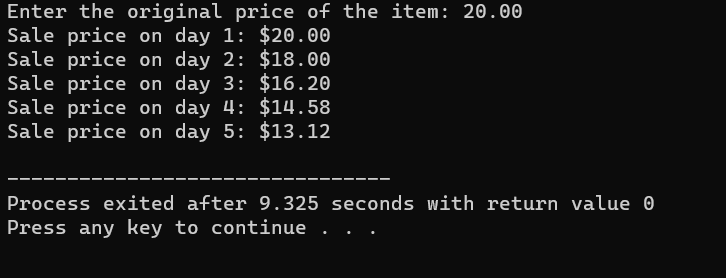 Enter the original price of the item: 20.00
Sale price on day 1: $20.00
Sale price on day 2: $18.00
Sale price on day 3: $16.20
Sale price on day 4: $14.58
Sale price on day 5: $13.12
--------------------------------
Process exited after 9.325 seconds with return value 0
Press any key to continue . . .